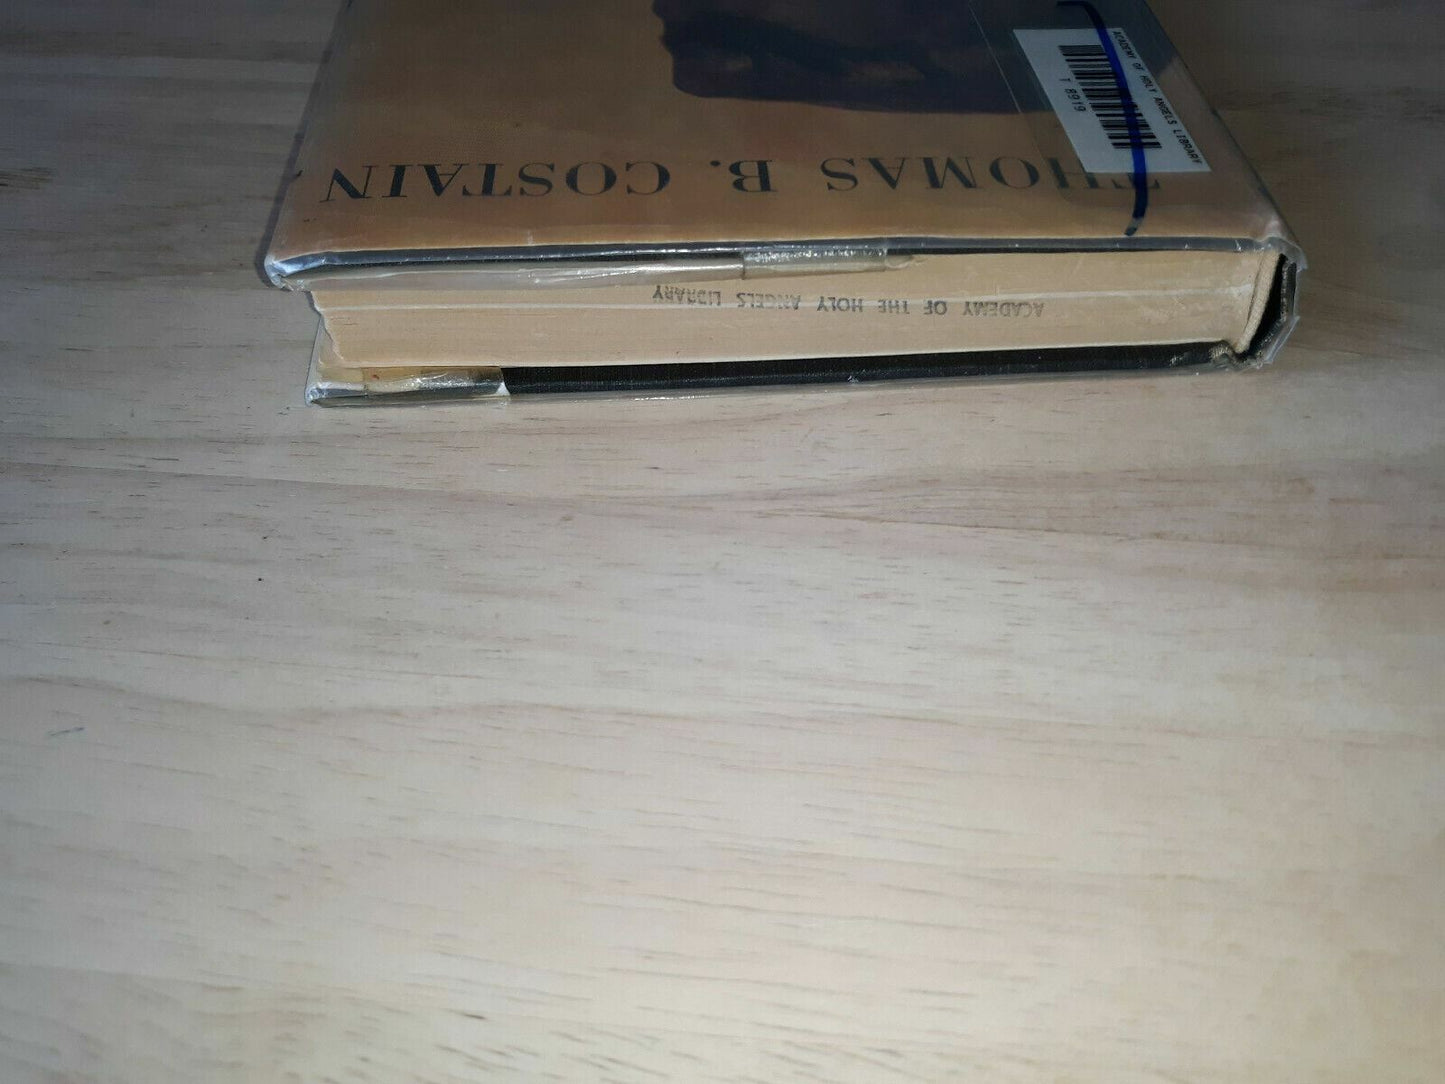 THOMAS B. COSTAIN
ACADEMY OF HOLY ANGELS LIBRARY
T 8919
ACADEMY OF THE HOLY ANGELS LIBRARY